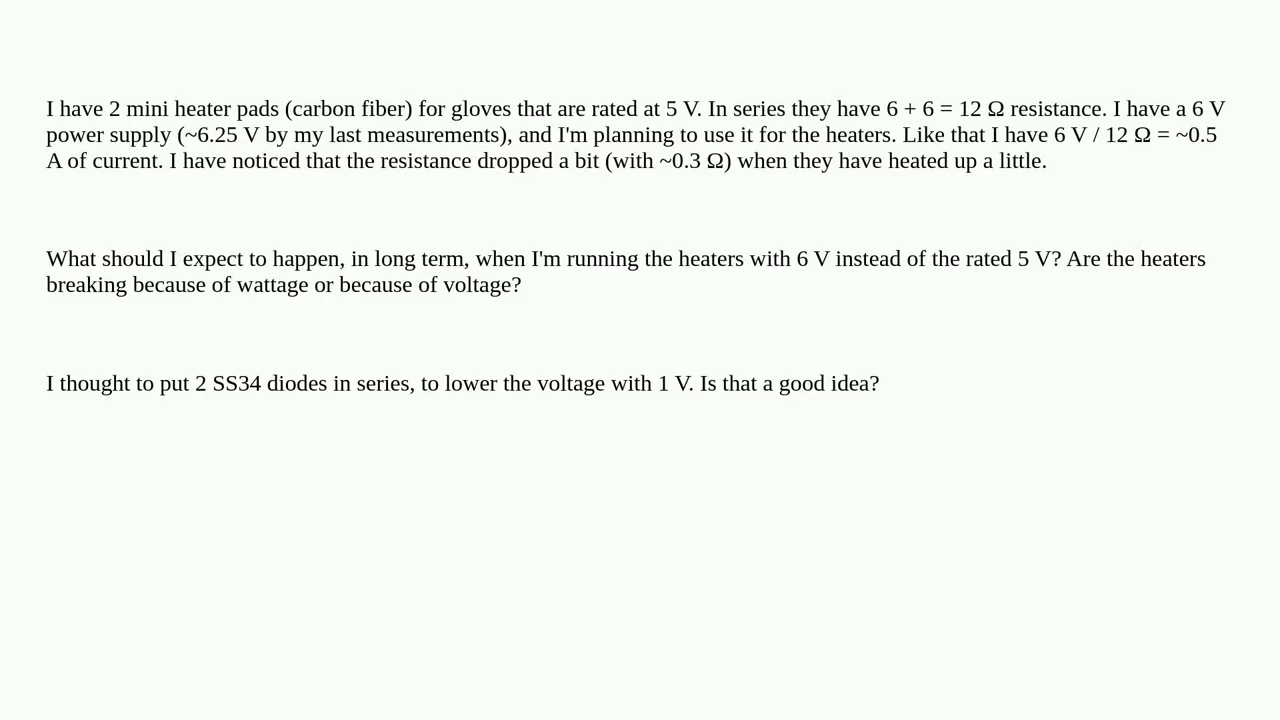 I have 2 mini heater pads (carbon fiber) for gloves that are rated at 5 V. In series they have 6 + 6 = 12 Ω resistance. I have a 6 V
power supply (~6.25 V by my last measurements), and I'm planning to use it for the heaters. Like that I have 6 V / 12 Ω = ~0.5
A of current. I have noticed that the resistance dropped a bit (with ~0.3 Ω) when they have heated up a little.
What should I expect to happen, in long term, when I'm running the heaters with 6 V instead of the rated 5 V? Are the heaters
breaking because of wattage or because of voltage?
I thought to put 2 SS34 diodes in series, to lower the voltage with 1 V. Is that a good idea?